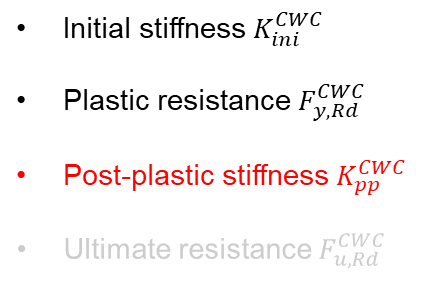 • Initial stiffness $K_{ini}^{CWC}$
• Plastic resistance $F_{y,Rd}^{CWC}$
• Post-plastic stiffness $K_{pp}^{CWC}$
• Ultimate resistance $F_{u,Rd}^{CWC}$